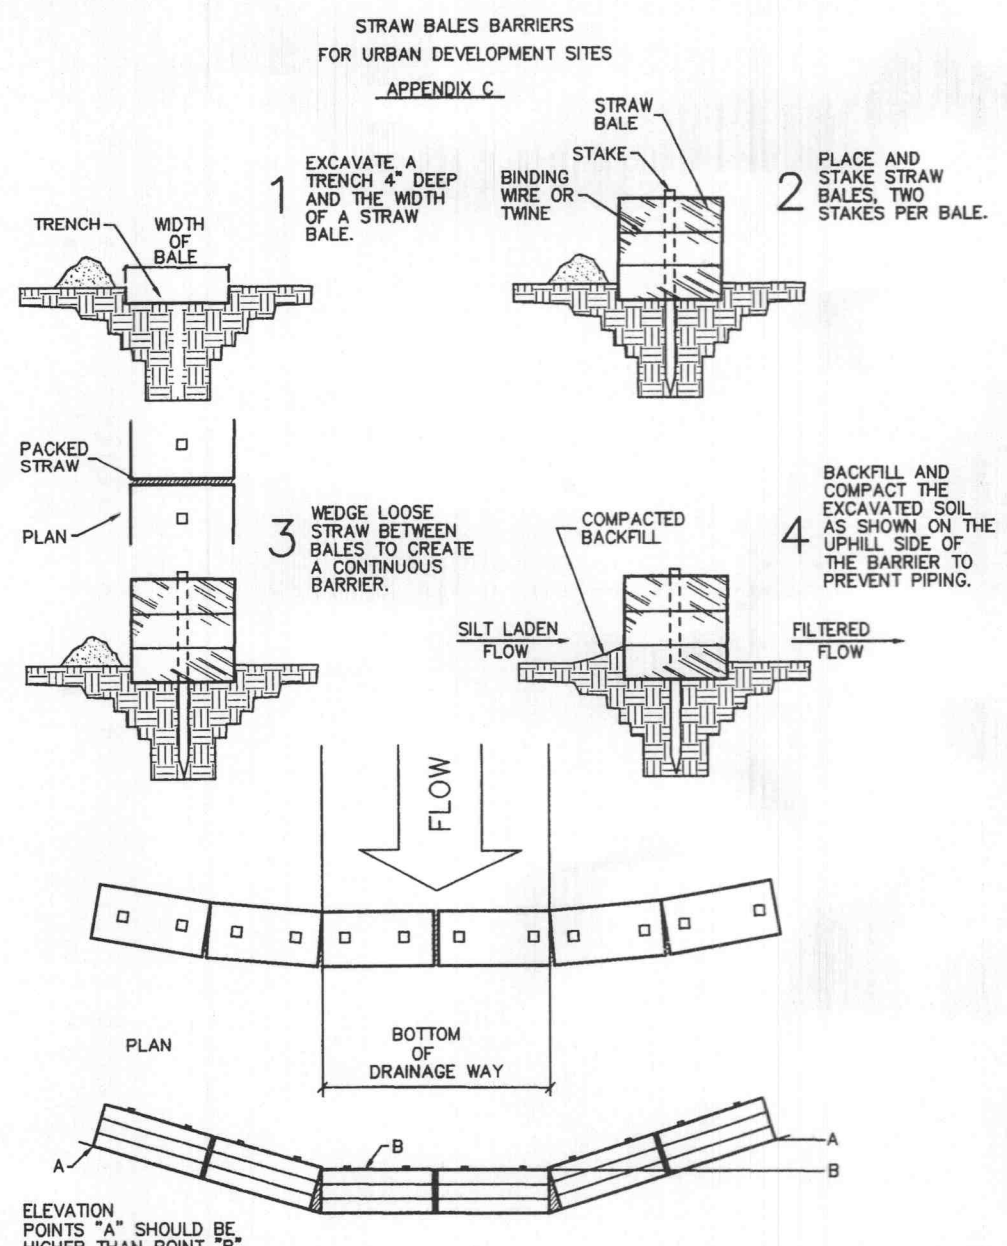 STRAW BALES BARRIERS
FOR URBAN DEVELOPMENT SITES
APPENDIX C
1
EXCAVATE A
TRENCH 4" DEEP
AND THE WIDTH
OF A STRAW
BALE.
TRENCH
WIDTH
OF
BALE
STRAW
BALE
STAKE
BINDING
WIRE OR
TWINE
2
PLACE AND
STAKE STRAW
BALES, TWO
STAKES PER BALE.
PACKED
STRAW
PLAN
3
WEDGE LOOSE
STRAW BETWEEN
BALES TO CREATE
A CONTINUOUS
BARRIER.
COMPACTED
BACKFILL
4
BACKFILL AND
COMPACT THE
EXCAVATED SOIL
AS SHOWN ON THE
UPHILL SIDE OF
THE BARRIER TO
PREVENT PIPING.
SILT LADEN
FLOW
FILTERED
FLOW
FLOW
PLAN
BOTTOM
OF
DRAINAGE WAY
A
B
A
B
ELEVATION
POINTS "A" SHOULD BE
HIGHER THAN POINT "B"